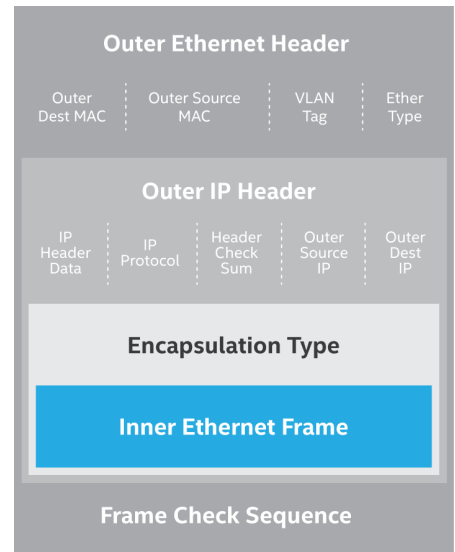 Outer Ethernet Header
Outer
Dest MAC
Outer Source
MAC
VLAN
Tag
Ether
Type
Outer IP Header
IP
Header
Data
IP
Protocol
Header
Check
Sum
Outer
Source
IP
Outer
Dest
IP
Encapsulation Type
Inner Ethernet Frame
Frame Check Sequence